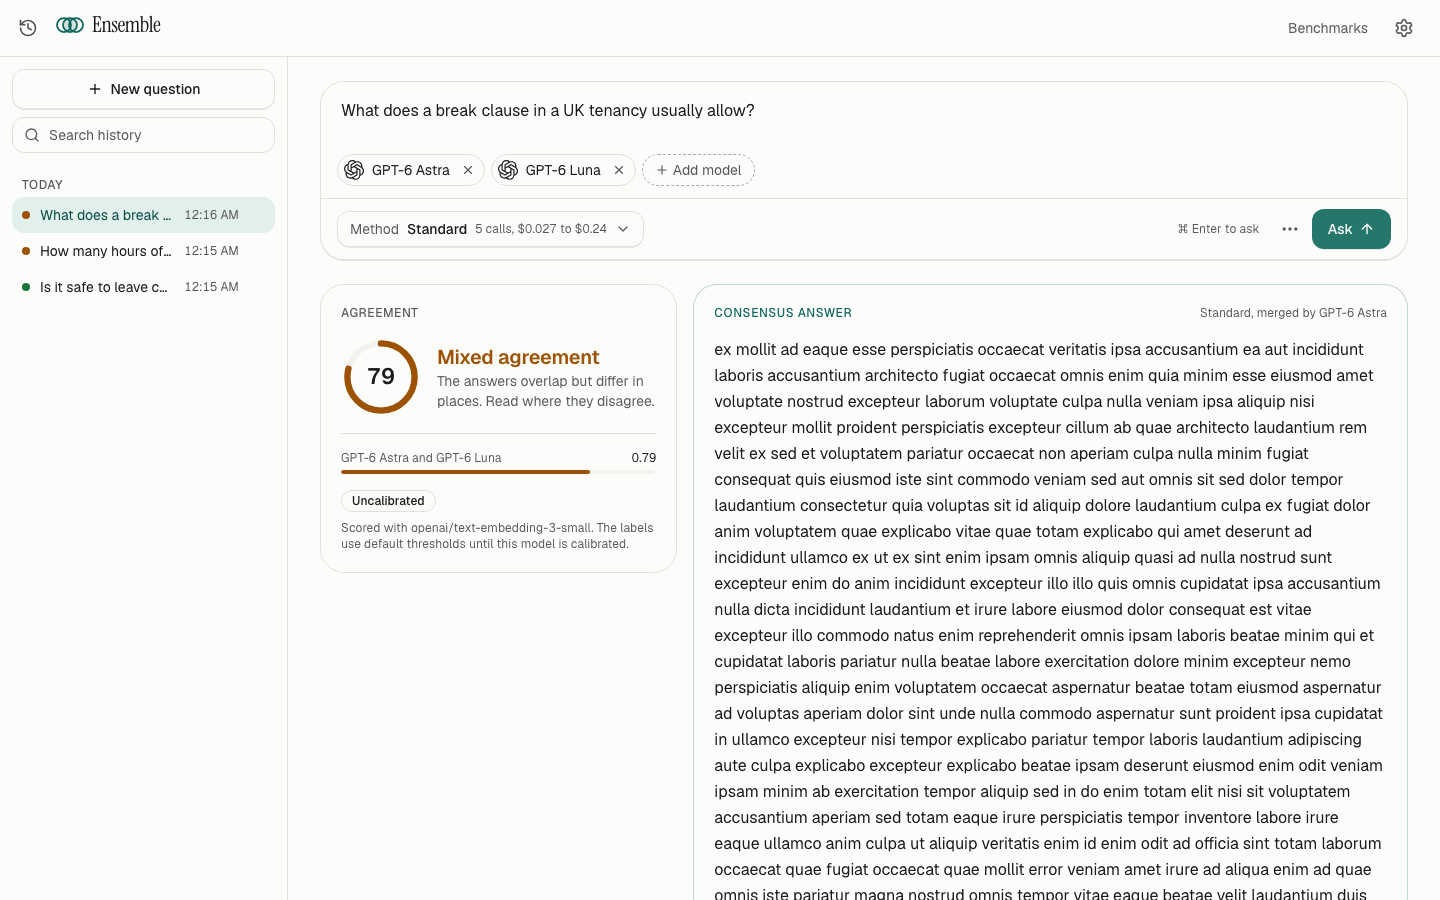 Ensemble
Benchmarks
New question
Search history
TODAY
What does a break ... 12:16 AM
How many hours of... 12:15 AM
Is it safe to leave c... 12:15 AM
What does a break clause in a UK tenancy usually allow?
GPT-6 Astra
GPT-6 Luna
+ Add model
Method Standard 5 calls, $0.027 to $0.24
⌘ Enter to ask
Ask
AGREEMENT
79
Mixed agreement
The answers overlap but differ in
places. Read where they disagree.
GPT-6 Astra and GPT-6 Luna 0.79
Uncalibrated
Scored with openai/text-embedding-3-small. The labels
use default thresholds until this model is calibrated.
CONSENSUS ANSWER
Standard, merged by GPT-6 Astra
ex mollit ad eaque esse perspiciatis occaecat veritatis ipsa accusantium ea aut incididunt
laboris accusantium architecto fugiat occaecat omnis enim quia minim esse eiusmod amet
voluptate nostrud excepteur laborum voluptate culpa nulla veniam ipsa aliquip nisi
excepteur mollit proident perspiciatis excepteur cillum ab quae architecto laudantium rem
velit ex sed et voluptatem pariatur occaecat non aperiam culpa nulla minim fugiat
consequat quis eiusmod iste sint commodo veniam sed aut omnis sit sed dolor tempor
laudantium consectetur quia voluptas sit id aliquip dolore laudantium culpa ex fugiat dolor
anim voluptatem quae explicabo vitae quae totam explicabo qui amet deserunt ad
incididunt ullamco ex ut ex sint enim ipsam omnis aliquip quasi ad nulla nostrud sunt
excepteur enim do anim incididunt excepteur illo illo quis omnis cupidatat ipsa accusantium
nulla dicta incididunt laudantium et irure labore eiusmod dolor consequat est vitae
excepteur illo commodo natus enim reprehenderit omnis ipsam laboris beatae minim qui et
cupidatat laboris pariatur nulla beatae labore exercitation dolore minim excepteur nemo
perspiciatis aliquip enim voluptatem occaecat aspernatur beatae totam eiusmod aspernatur
ad voluptas aperiam dolor sint unde nulla commodo aspernatur sunt proident ipsa cupidatat
in ullamco excepteur nisi tempor explicabo pariatur tempor laboris laudantium adipiscing
aute culpa explicabo excepteur explicabo beatae ipsam deserunt eiusmod enim odit veniam
ipsam minim ab exercitation tempor aliquip sed in do enim totam elit nisi sit voluptatem
accusantium aperiam sed totam eaque irure perspiciatis tempor inventore labore irure
eaque ullamco anim culpa ut aliquip veritatis enim id enim odit ad officia sint totam laborum
occaecat quae fugiat occaecat quae mollit error veniam amet irure ad aliqua enim ad quae
omnis iste pariatur magna nostrud omnis tempor vitae eaque beatae velit laudantium duis